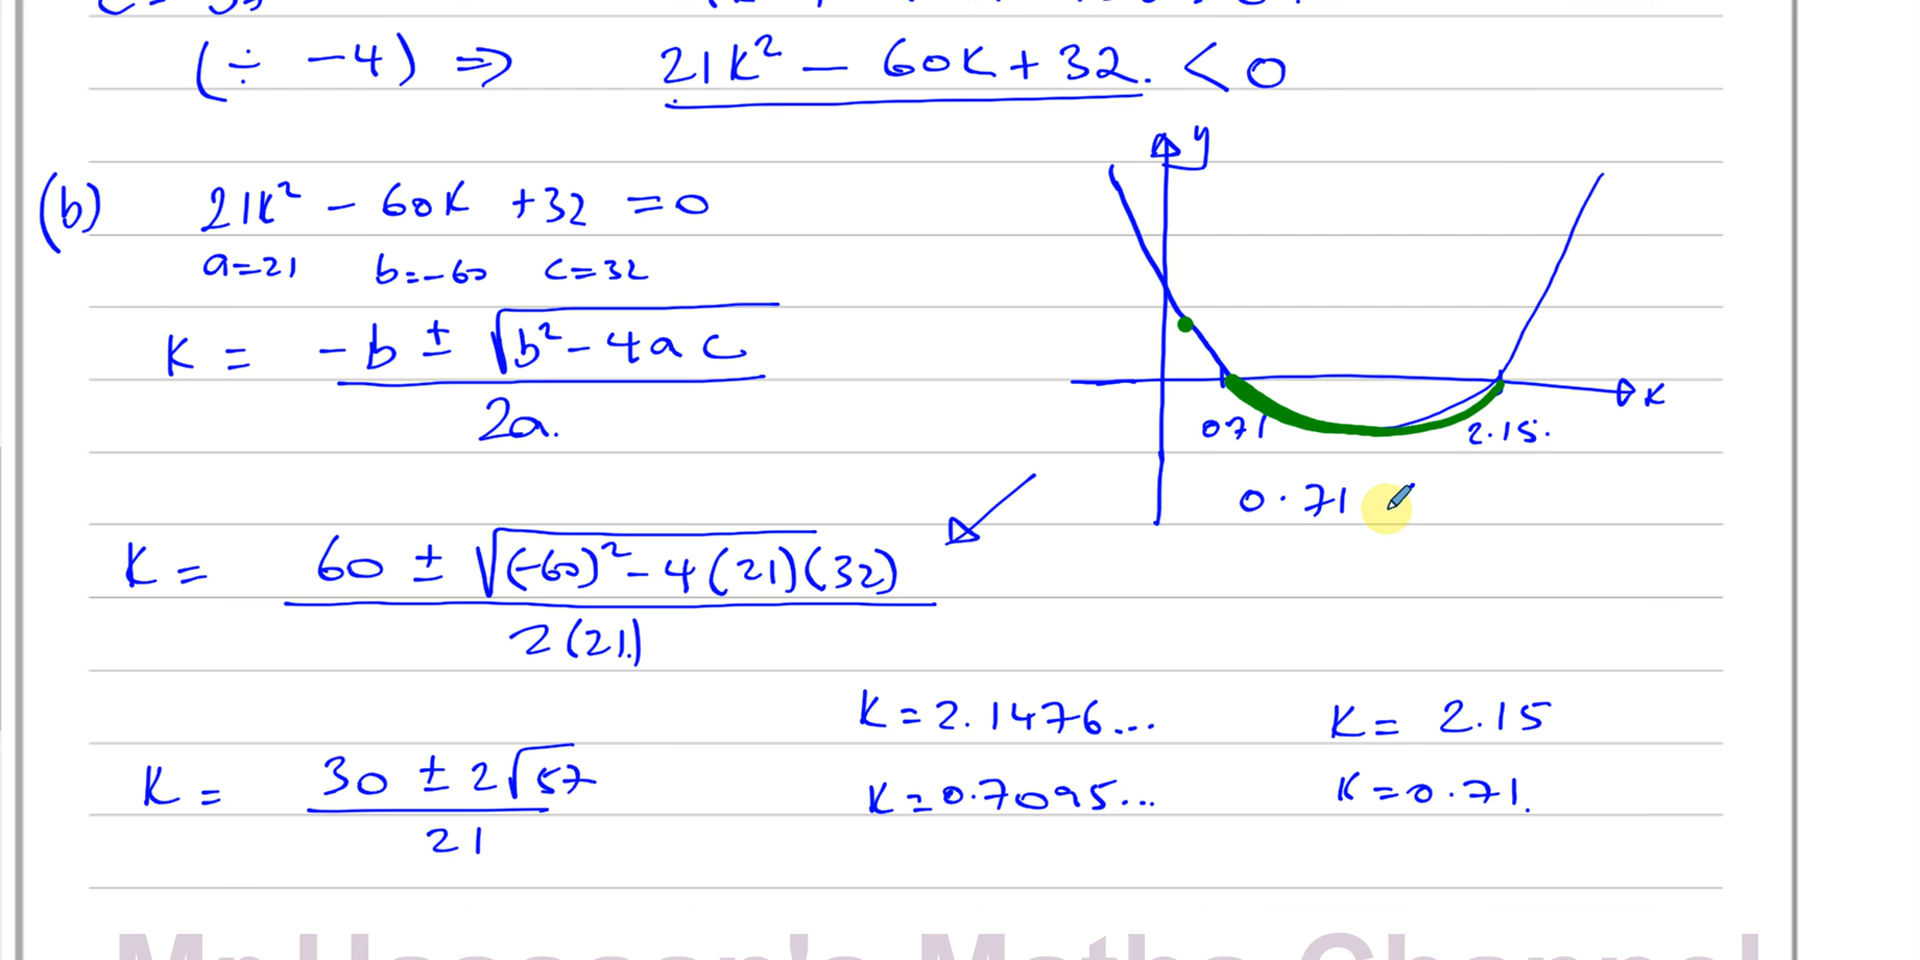 (÷ -4) => 21k² - 60k + 32. < 0
y
(b) 21k² - 60k + 32 = 0
a=21 b=-60 c=32
k = -b ± √b² - 4ac
2a.
k
071 2.15.
0.71
k = 60 ± √(-60)² - 4(21)(32)
2(21.)
k = 2.1476... k = 2.15
k = 30 ± 2√57
k = 0.7095... k = 0.71.
21